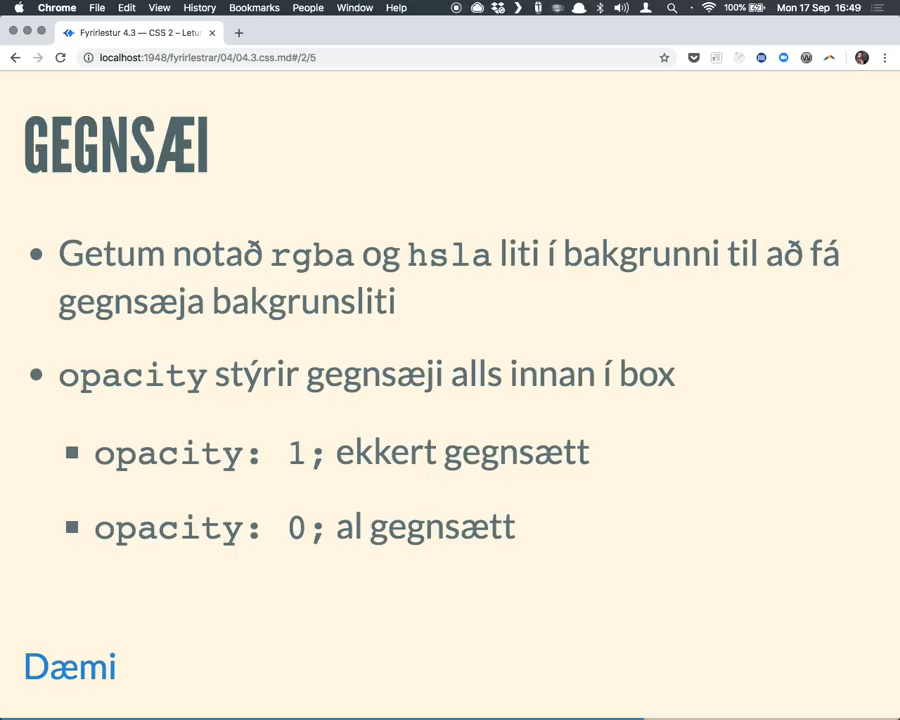 Chrome File Edit View History Bookmarks People Window Help 100% Mon 17 Sep 16:49
Fyrirlestur 4.3 — CSS 2 – Letu
localhost:1948/fyrirlestrar/04/04.3.css.md#/2/5
GEGNSÆI
Getum notað rgba og hsla liti í bakgrunni til að fá
gegnsæja bakgrunsliti
opacity stýrir gegnsæji alls innan í box
opacity: 1; ekkert gegnsætt
opacity: 0; al gegnsætt
Dæmi